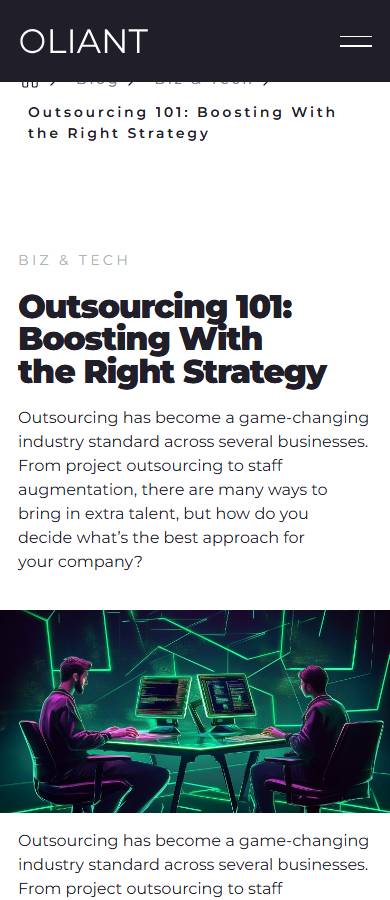 OLIANT
Blog
Biz & Tech
Outsourcing 101: Boosting With
the Right Strategy
BIZ & TECH
Outsourcing 101:
Boosting With
the Right Strategy
Outsourcing has become a game-changing
industry standard across several businesses.
From project outsourcing to staff
augmentation, there are many ways to
bring in extra talent, but how do you
decide what’s the best approach for
your company?
Outsourcing has become a game-changing
industry standard across several businesses.
From project outsourcing to staff